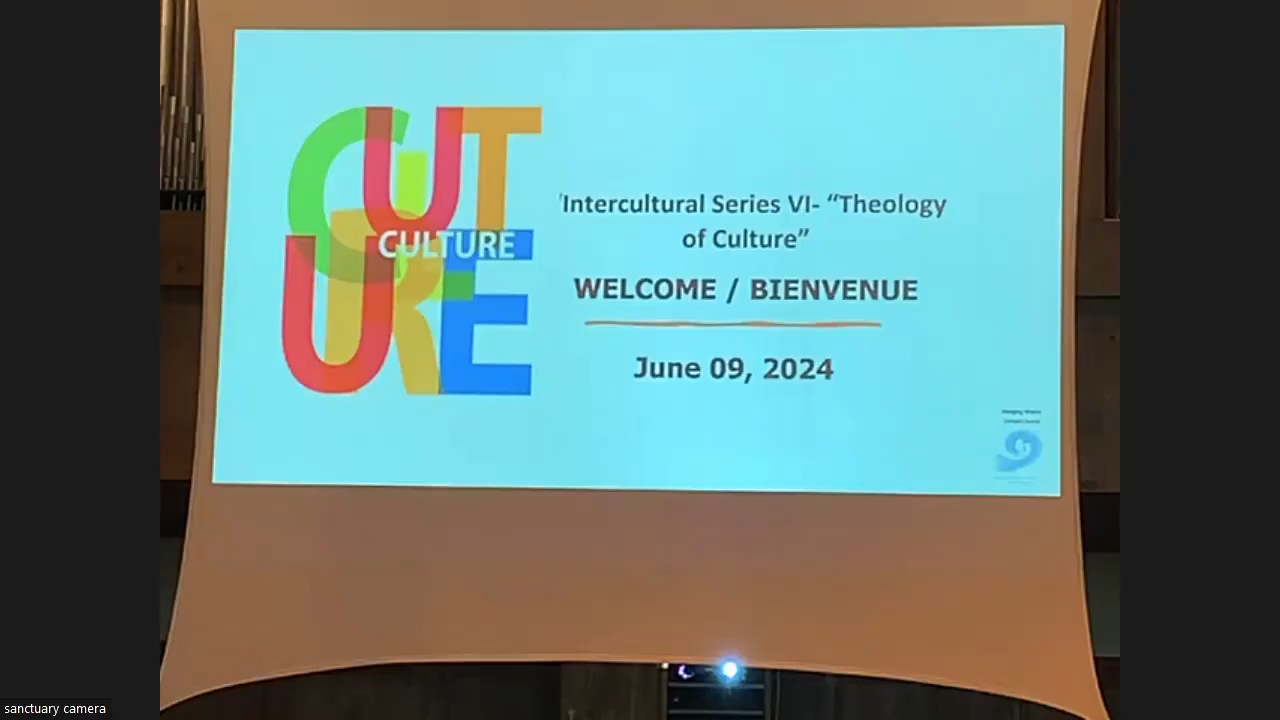 CULTURE
CULTURE
'Intercultural Series VI- “Theology
of Culture”
WELCOME / BIENVENUE
June 09, 2024
sanctuary camera